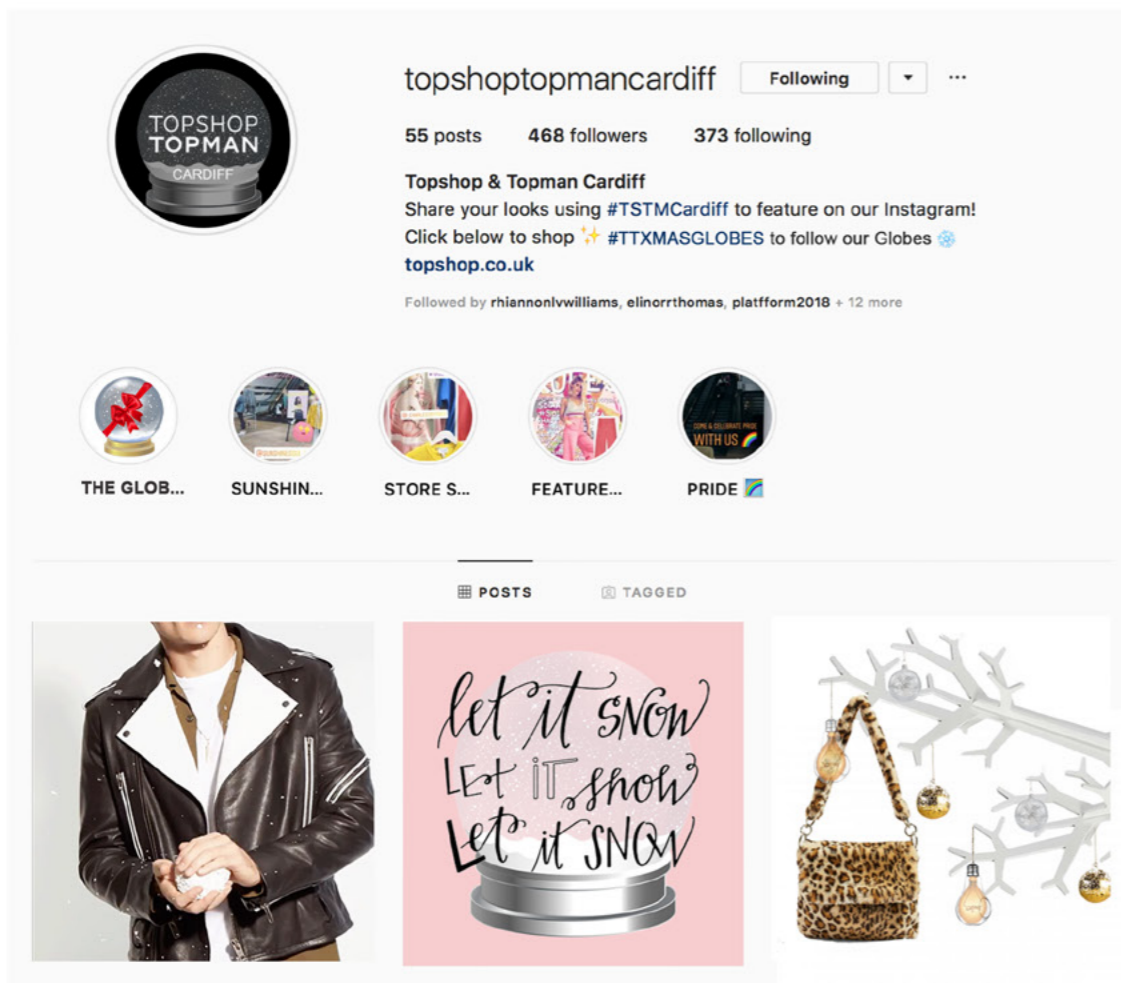 TOPSHOP
TOPMAN
CARDIFF
topshoptopmancardiff Following
55 posts 468 followers 373 following
Topshop & Topman Cardiff
Share your looks using #TSTMCardiff to feature on our Instagram!
Click below to shop ✨ #TTXMASGLOBES to follow our Globes ❄️
topshop.co.uk
Followed by rhiannonlvwilliams, elinorrthomas, platfform2018 + 12 more
COME & CELEBRATE PRIDE
WITH US 🌈
THE GLOB... SUNSHIN... STORE S... FEATURE... PRIDE 🌈
POSTS TAGGED
let it SNOW
LEt iT snow
Let it SNOW